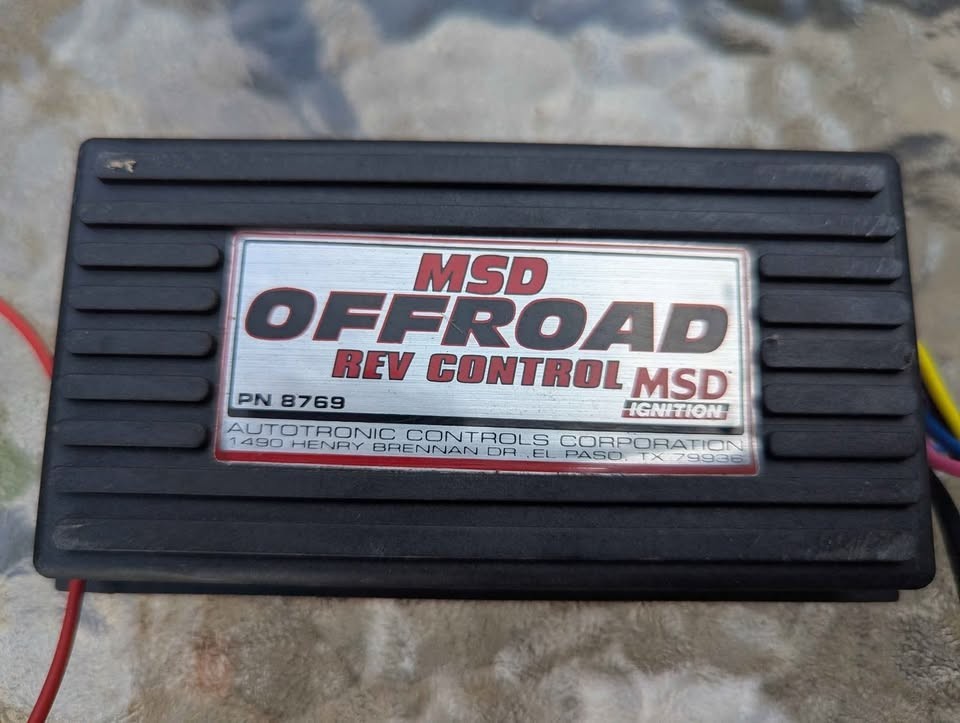 MSD
OFFROAD
REV CONTROL
MSD
IGNITION
PN 8769
AUTOTRONIC CONTROLS CORPORATION
1490 HENRY BRENNAN DR, EL PASO, TX 79936